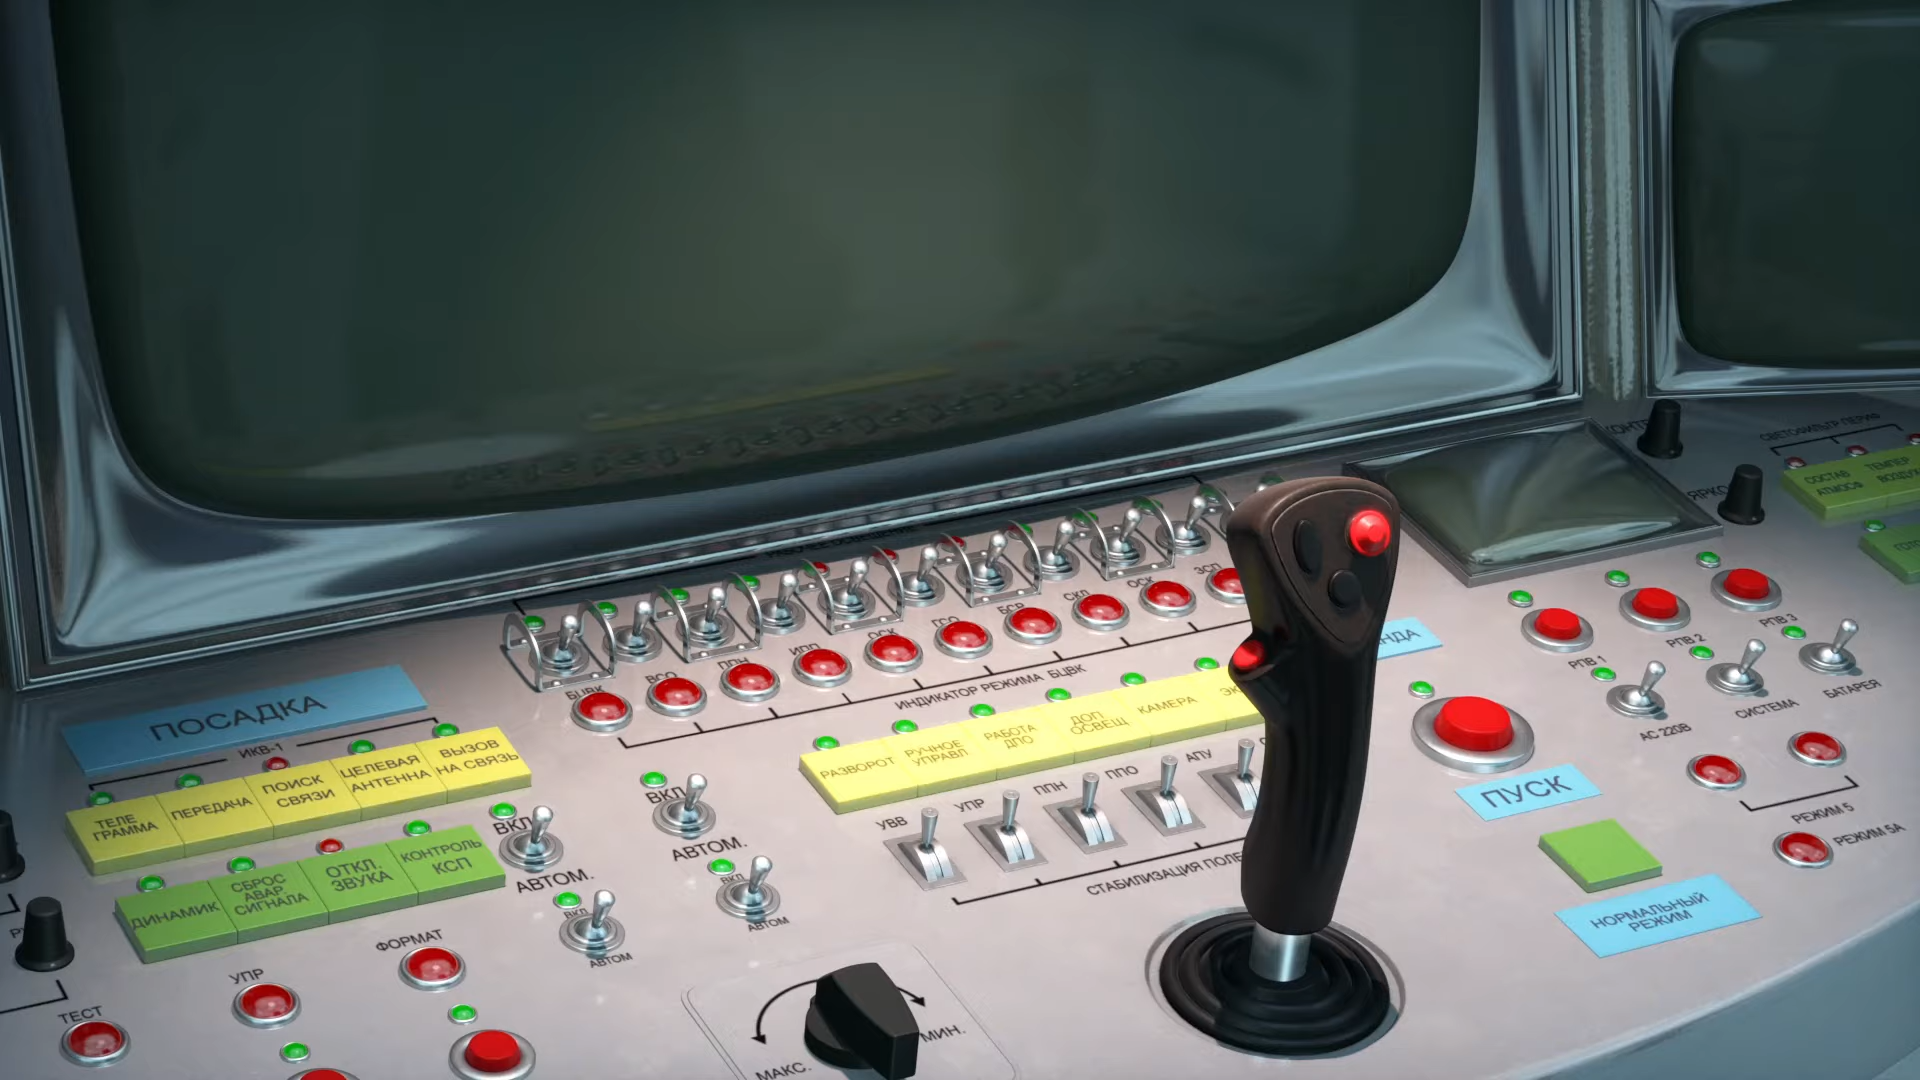 ПОСАДКА
ИКВ-1
ТЕЛЕ
ГРАММА
ПЕРЕДАЧА
ПОИСК
СВЯЗИ
ЦЕЛЕВАЯ
АНТЕННА
ВЫЗОВ
НА СВЯЗЬ
ДИНАМИК
СБРОС
АВАР.
СИГНАЛА
ОТКЛ.
ЗВУКА
КОНТРОЛЬ
КСП
ВКЛ
АВТОМ.
ВКЛ
АВТОМ
ВКЛ
АВТОМ.
ВКЛ
АВТОМ
ФОРМАТ
УПР
ТЕСТ
МАКС.
МИН.
БЦВК
ВСО
ППН
ИПП
ОСК
ГСО
БСР
СКЛ
ОСК
ЗСП
ИНДИКАТОР РЕЖИМА БЦВК
РАЗВОРОТ
РУЧНОЕ
УПРАВЛ
РАБОТА
ДПО
ДОП
ОСВЕЩ
КАМЕРА
УВВ
УПР
ППН
ППО
АПУ
СТАБИЛИЗАЦИЯ
ПУСК
НОРМАЛЬНЫЙ
РЕЖИМ
РПВ 1
РПВ 2
РПВ 3
АС 220В
СИСТЕМА
БАТАРЕЯ
РЕЖИМ 5
РЕЖИМ 5А
СВЕТОФИЛЬТР
СОСТАВ
АТМОСФ